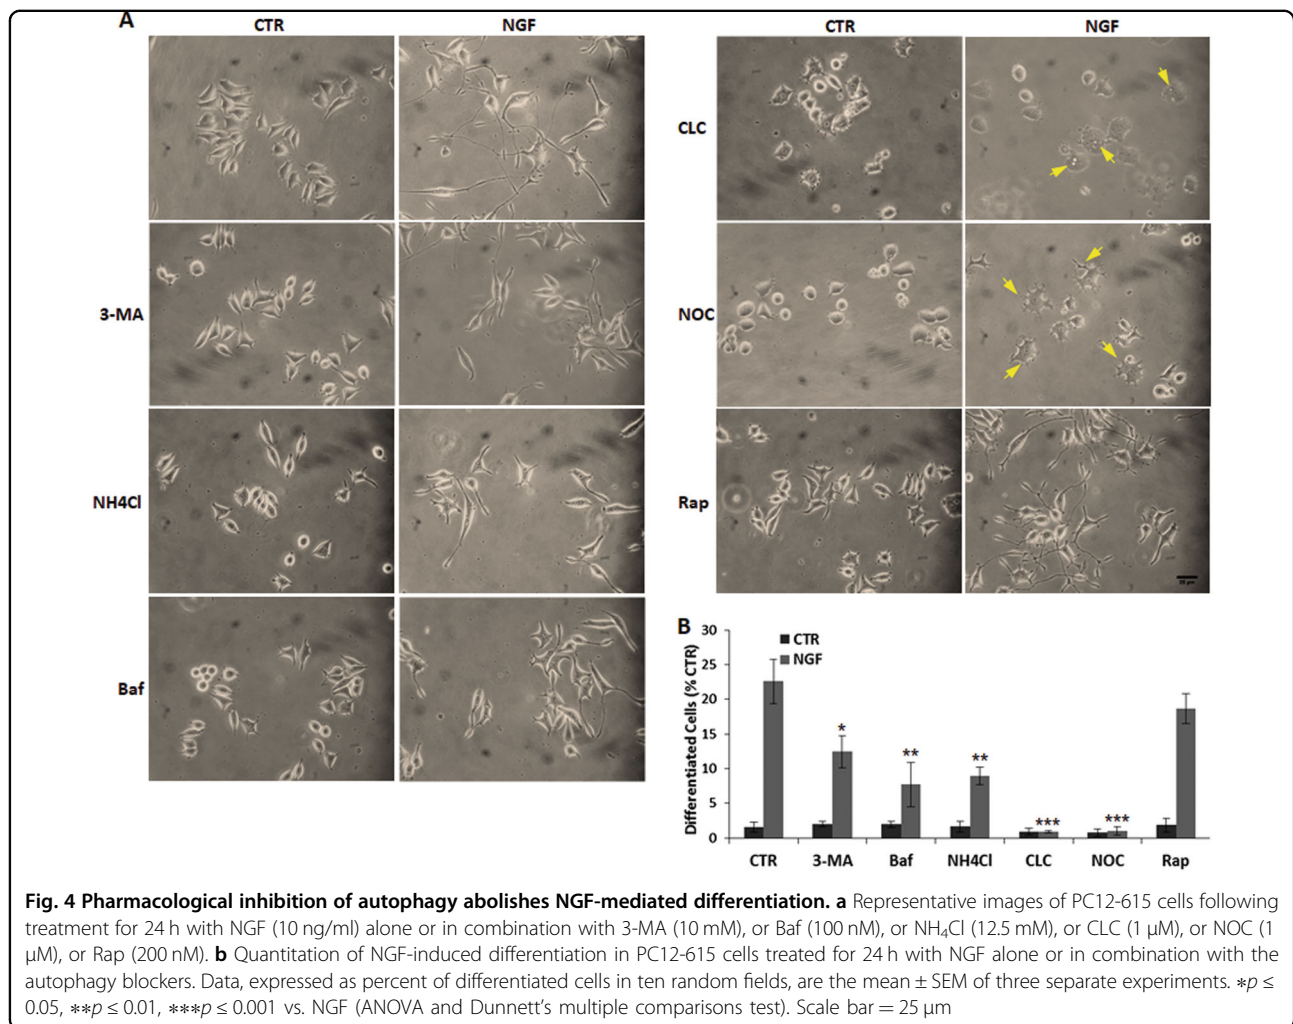 A
CTR
NGF
CTR
NGF
CLC
3-MA
NOC
NH4Cl
Rap
Baf
B
Differentiated Cells (% CTR)
30
25
20
15
10
5
0
CTR
NGF
*
**
**
***
***
CTR
3-MA
Baf
NH4Cl
CLC
NOC
Rap
Fig. 4 Pharmacological inhibition of autophagy abolishes NGF-mediated differentiation. a Representative images of PC12-615 cells following
treatment for 24 h with NGF (10 ng/ml) alone or in combination with 3-MA (10 mM), or Baf (100 nM), or NH₄Cl (12.5 mM), or CLC (1 µM), or NOC (1
µM), or Rap (200 nM). b Quantitation of NGF-induced differentiation in PC12-615 cells treated for 24 h with NGF alone or in combination with the
autophagy blockers. Data, expressed as percent of differentiated cells in ten random fields, are the mean ± SEM of three separate experiments. ∗p ≤
0.05, ∗∗p ≤ 0.01, ∗∗∗p ≤ 0.001 vs. NGF (ANOVA and Dunnett's multiple comparisons test). Scale bar = 25 µm